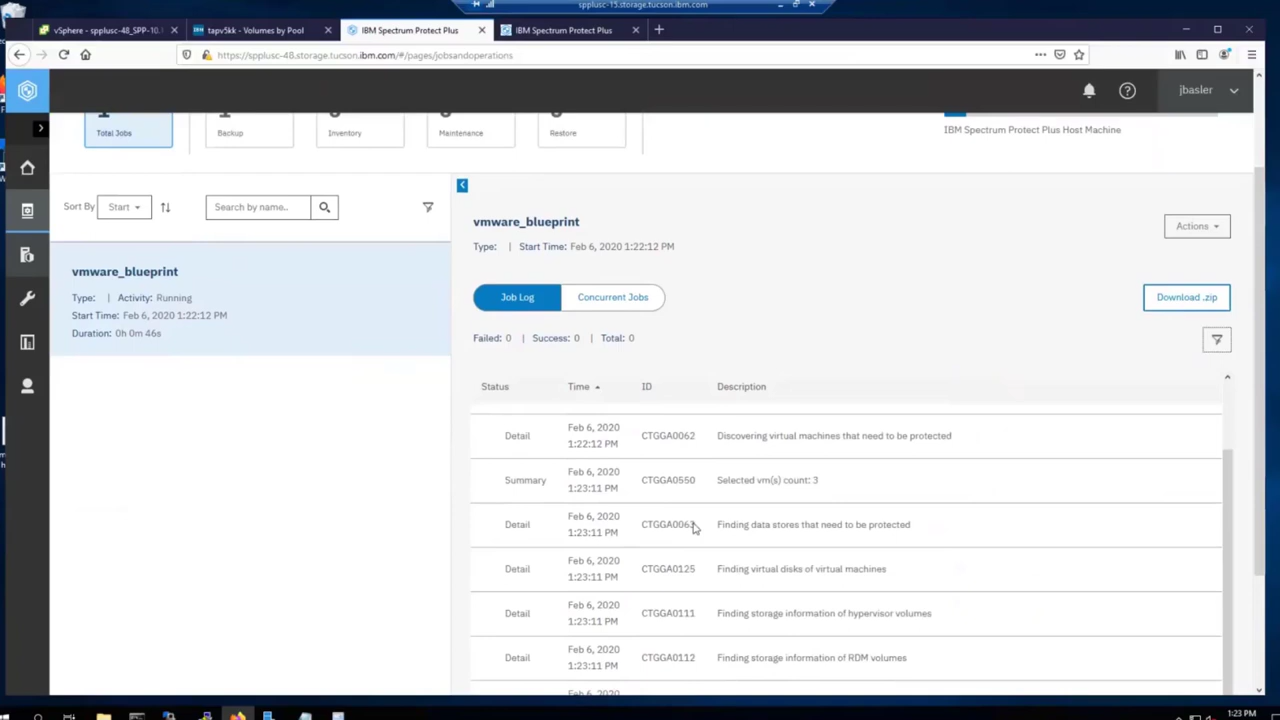 spplusc-15.storage.tucson.ibm.com
vSphere - spplusc-48_SPP-10.
tapv5kk - Volumes by Pool
IBM Spectrum Protect Plus
IBM Spectrum Protect Plus
https://spplusc-48.storage.tucson.ibm.com/#/pages/jobsandoperations
jbasler
Total Jobs
Backup
Inventory
Maintenance
Restore
IBM Spectrum Protect Plus Host Machine
Sort By
Start
Search by name..
vmware_blueprint
Type: | Activity: Running
Start Time: Feb 6, 2020 1:22:12 PM
Duration: 0h 0m 46s
vmware_blueprint
Actions
Type: | Start Time: Feb 6, 2020 1:22:12 PM
Job Log
Concurrent Jobs
Download .zip
Failed: 0 | Success: 0 | Total: 0
Status Time ID Description
Detail Feb 6, 2020 1:22:12 PM CTGGA0062 Discovering virtual machines that need to be protected
Summary Feb 6, 2020 1:23:11 PM CTGGA0550 Selected vm(s) count: 3
Detail Feb 6, 2020 1:23:11 PM CTGGA0063 Finding data stores that need to be protected
Detail Feb 6, 2020 1:23:11 PM CTGGA0125 Finding virtual disks of virtual machines
Detail Feb 6, 2020 1:23:11 PM CTGGA0111 Finding storage information of hypervisor volumes
Detail Feb 6, 2020 1:23:11 PM CTGGA0112 Finding storage information of RDM volumes
1:23 PM